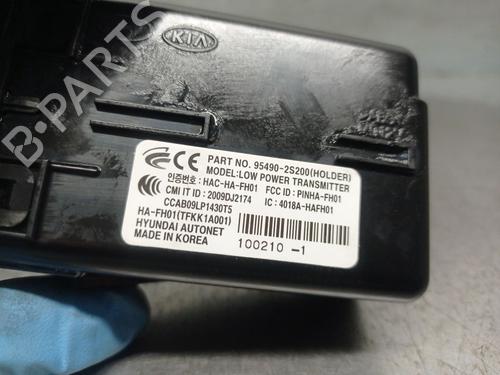 KIA
B-PARTS
CE PART NO. 95490-2S200(HOLDER)
MODEL:LOW POWER TRANSMITTER
인증번호: HAC-HA-FH01 FCC ID : PINHA-FH01
CMI IT ID : 2009DJ2174 IC : 4018A-HAFH01
CCAB09LP1430T5
HA-FH01(TFKK1A001)
HYUNDAI AUTONET
MADE IN KOREA
100210 -1